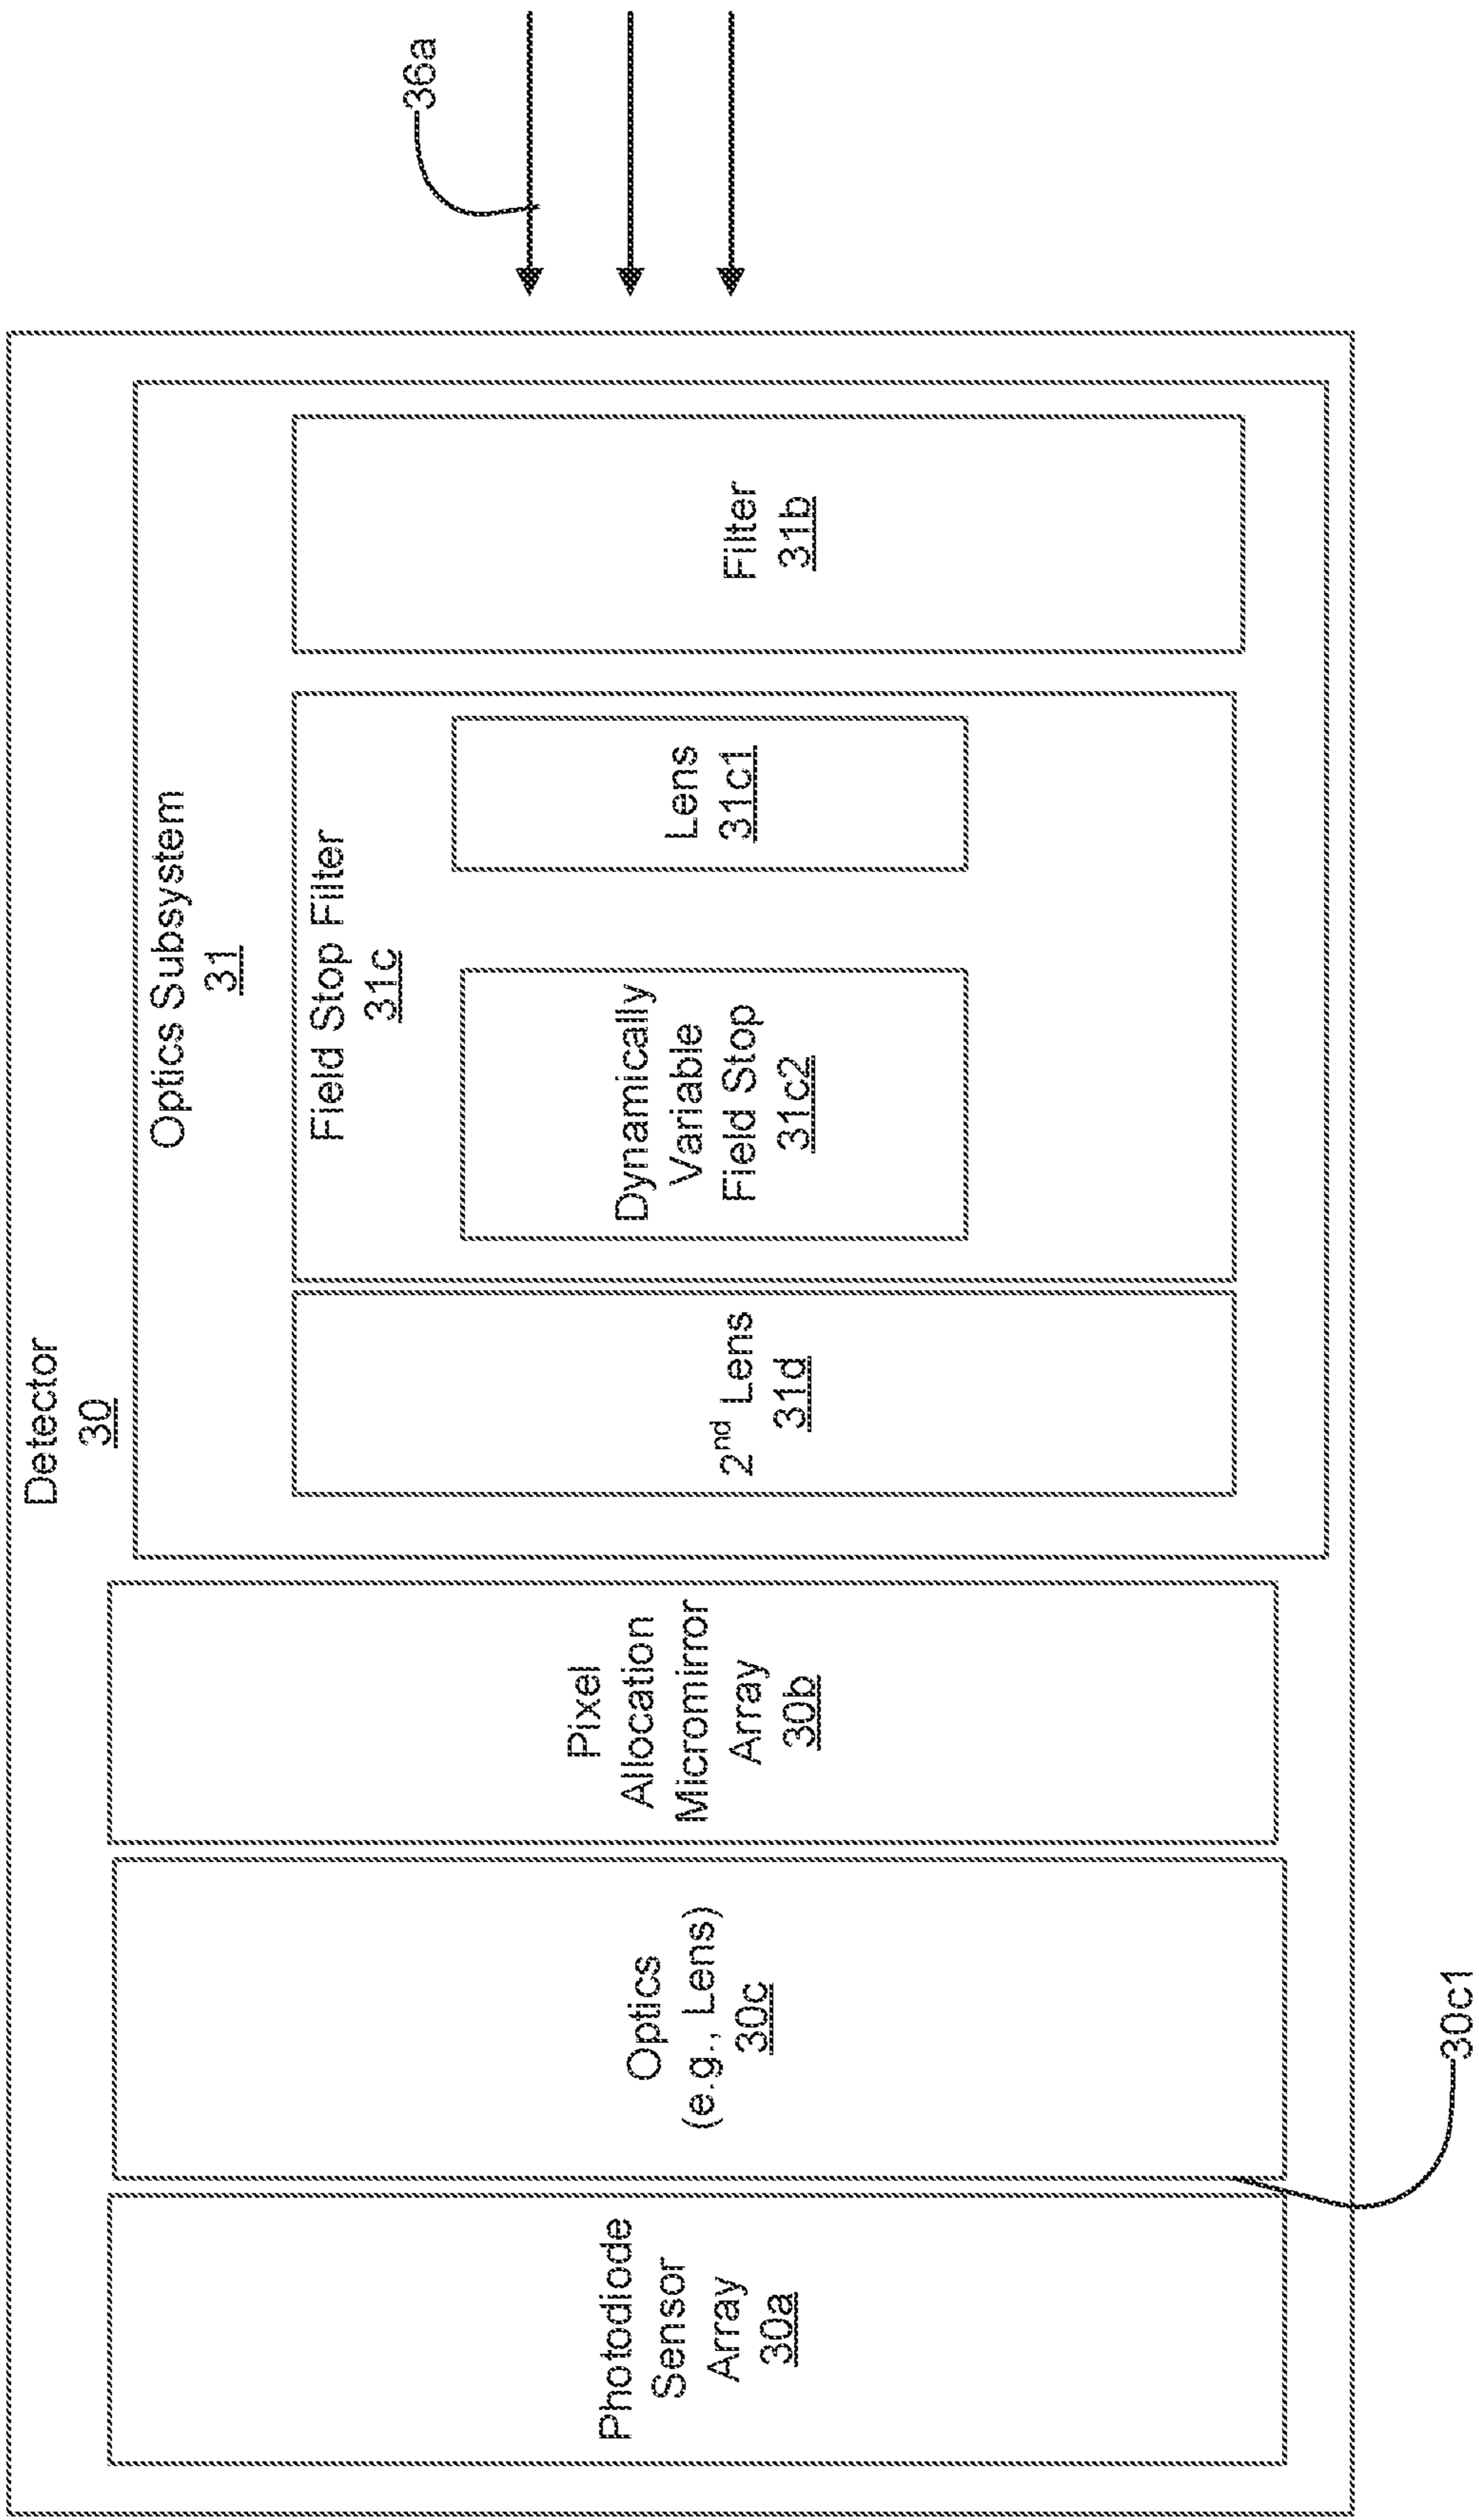 Detector
30
Optics Subsystem
31
Photodiode
Sensor
Array
30a
Optics
(e.g., Lens)
30c
Pixel
Allocation
Micromirror
Array
30b
2nd Lens
31d
Field Stop Filter
31c
Dynamically
Variable
Field Stop
31c2
Lens
31c1
Filter
31b
36a
30c1